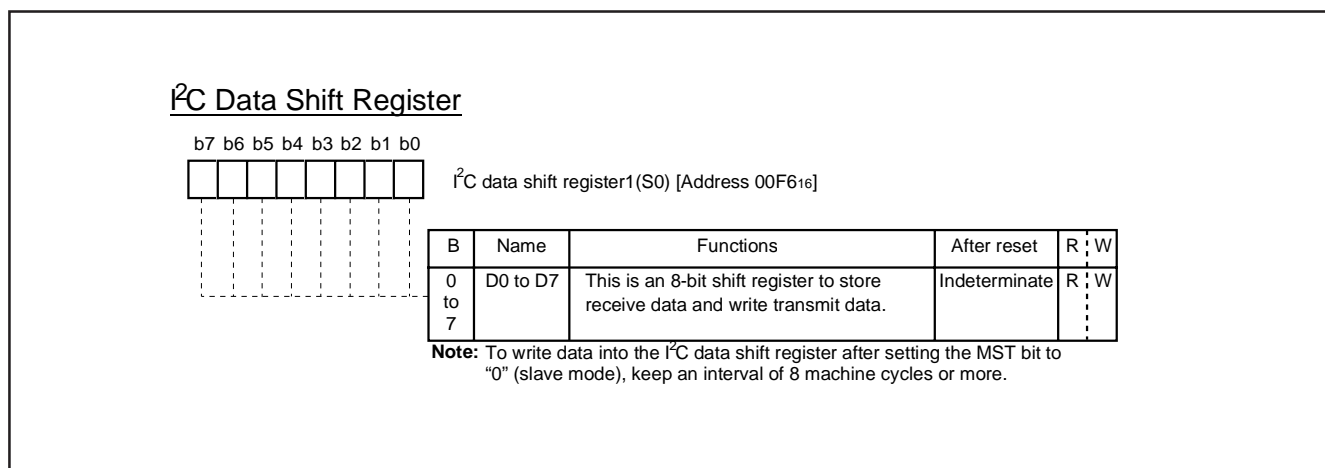 I²C Data Shift Register
b7 b6 b5 b4 b3 b2 b1 b0
I²C data shift register1(S0) [Address 00F6₁₆]
B Name Functions After reset R W
0 to 7 D0 to D7 This is an 8-bit shift register to store Indeterminate R W
receive data and write transmit data.
Note: To write data into the I²C data shift register after setting the MST bit to
“0” (slave mode), keep an interval of 8 machine cycles or more.